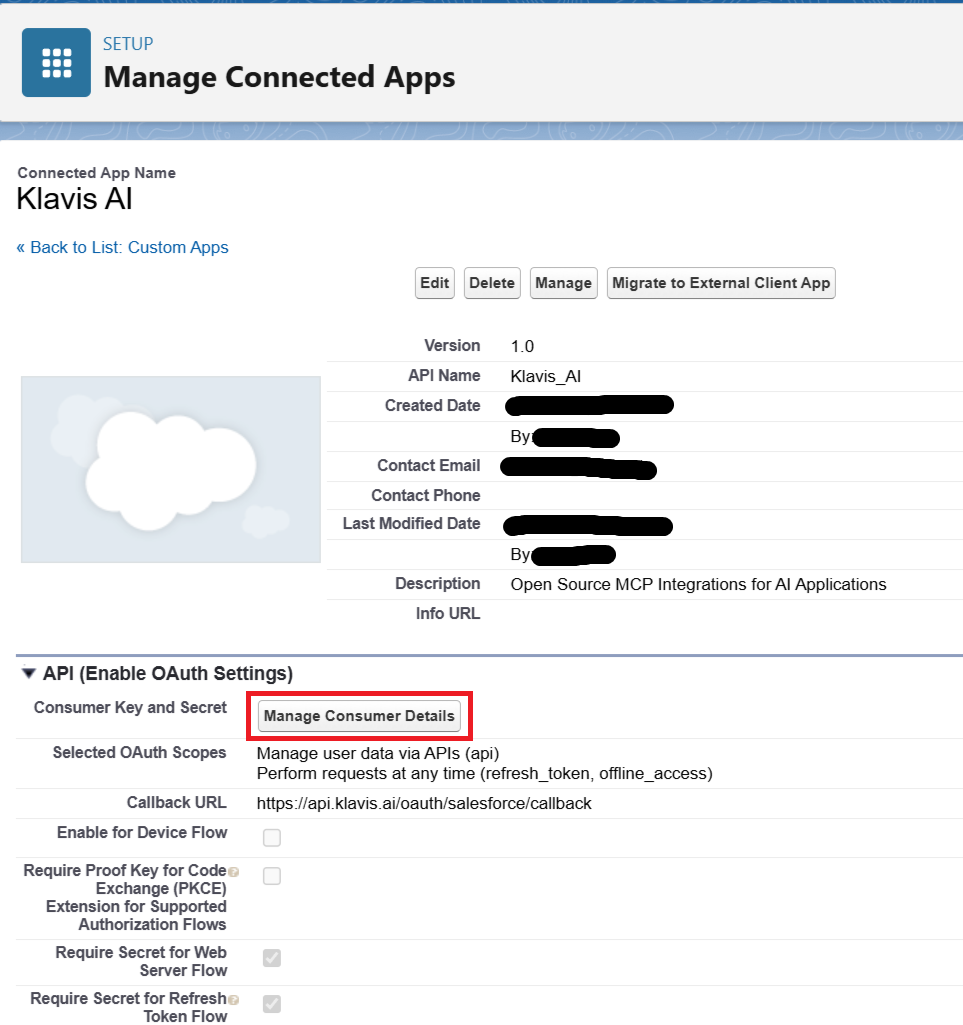 SETUP
Manage Connected Apps
Connected App Name
Klavis AI
« Back to List: Custom Apps
Edit Delete Manage Migrate to External Client App
Version 1.0
API Name Klavis_AI
Created Date
By:
Contact Email
Contact Phone
Last Modified Date
By:
Description Open Source MCP Integrations for AI Applications
Info URL
API (Enable OAuth Settings)
Consumer Key and Secret Manage Consumer Details
Selected OAuth Scopes Manage user data via APIs (api)
Perform requests at any time (refresh_token, offline_access)
Callback URL https://api.klavis.ai/oauth/salesforce/callback
Enable for Device Flow
Require Proof Key for Code
Exchange (PKCE)
Extension for Supported
Authorization Flows
Require Secret for Web
Server Flow
Require Secret for Refresh
Token Flow